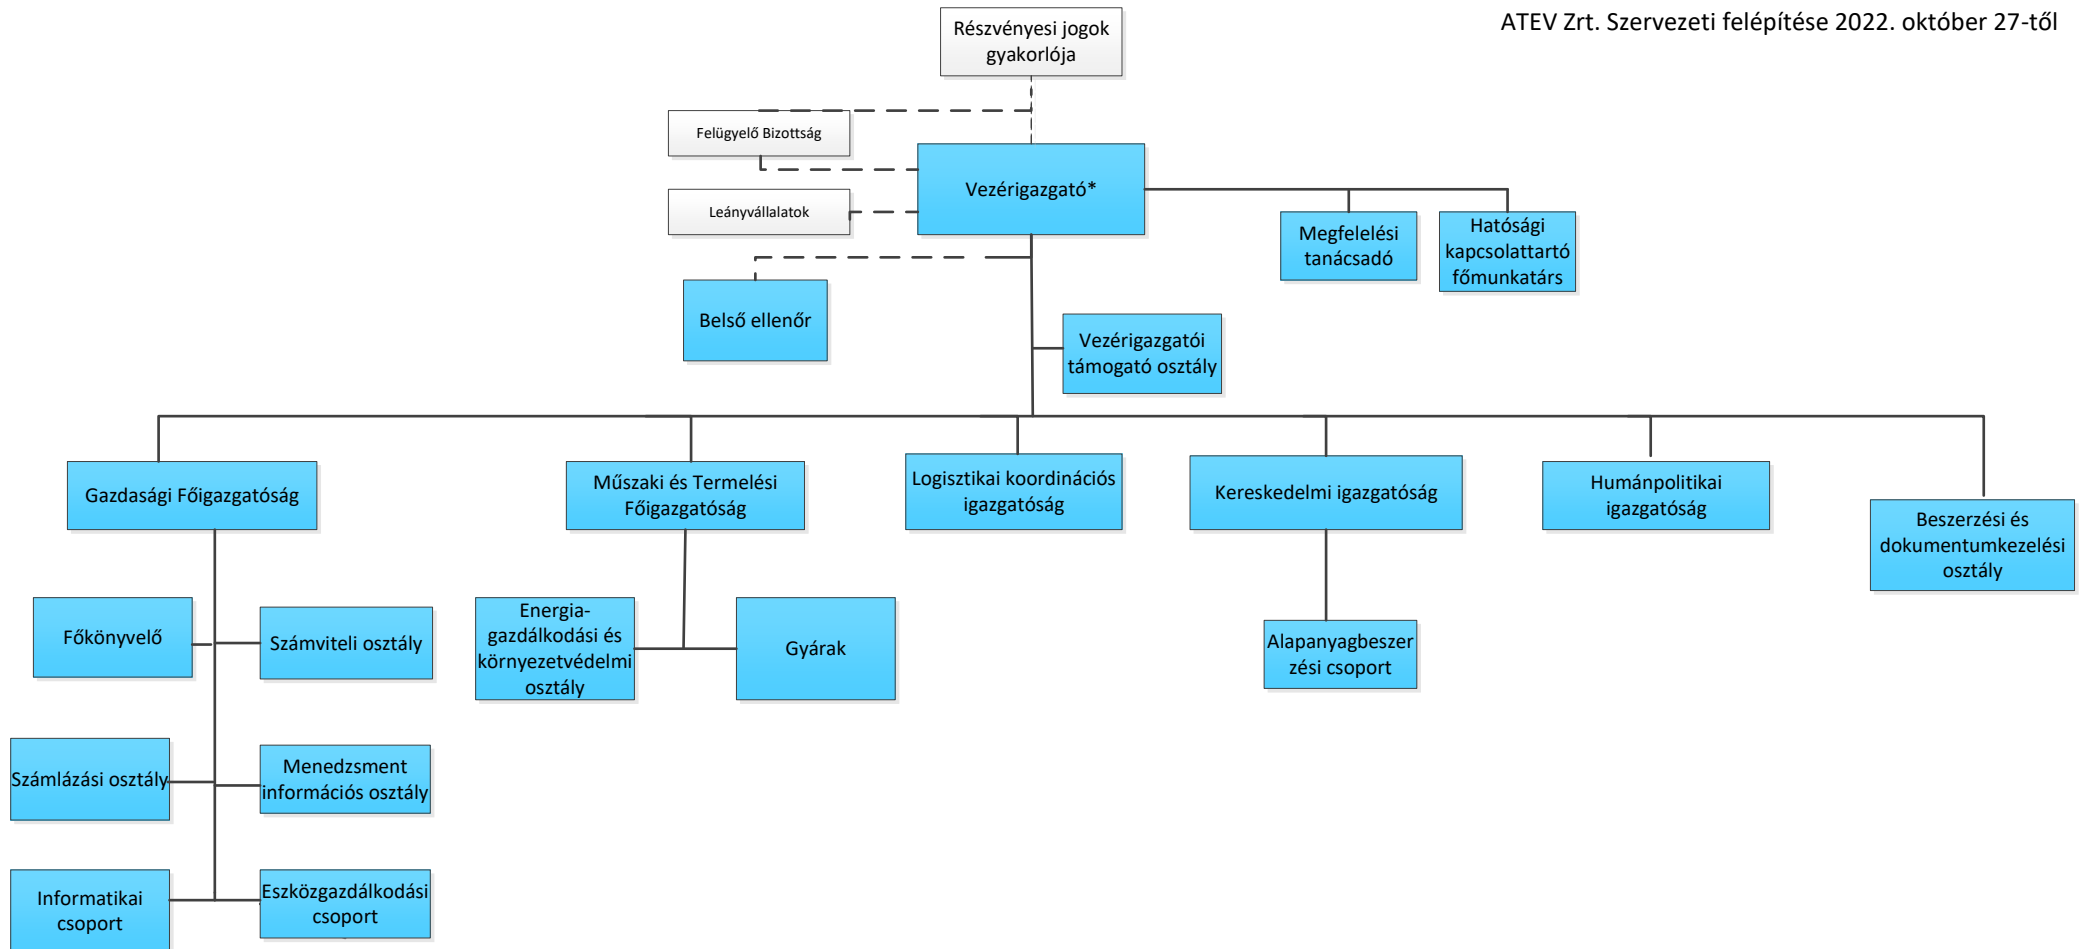 ATEV Zrt. Szervezeti felépítése 2022. október 27-től
Részvényesi jogok
gyakorlója
Felügyelő Bizottság
Vezérigazgató*
Leányvállalatok
Megfelelési
tanácsadó
Hatósági
kapcsolattartó
főmunkatárs
Belső ellenőr
Vezérigazgatói
támogató osztály
Gazdasági Főigazgatóság
Műszaki és Termelési
Főigazgatóság
Logisztikai koordinációs
igazgatóság
Kereskedelmi igazgatóság
Humánpolitikai
igazgatóság
Beszerzési és
dokumentumkezelési
osztály
Főkönyvelő
Számviteli osztály
Energia-
gazdálkodási és
környezetvédelmi
osztály
Gyárak
Alapanyagbeszer
zési csoport
Számlázási osztály
Menedzsment
információs osztály
Informatikai
csoport
Eszközgazdálkodási
csoport